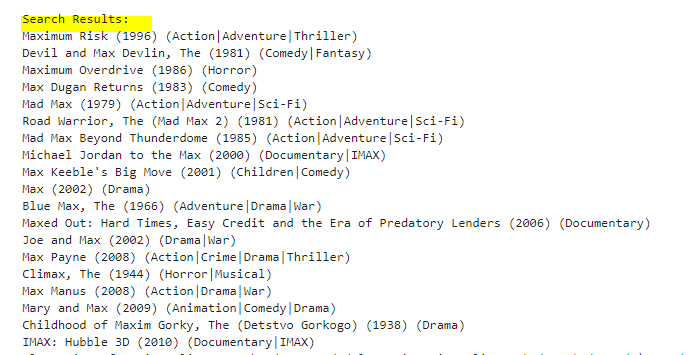 Search Results:
Maximum Risk (1996) (Action|Adventure|Thriller)
Devil and Max Devlin, The (1981) (Comedy|Fantasy)
Maximum Overdrive (1986) (Horror)
Max Dugan Returns (1983) (Comedy)
Mad Max (1979) (Action|Adventure|Sci-Fi)
Road Warrior, The (Mad Max 2) (1981) (Action|Adventure|Sci-Fi)
Mad Max Beyond Thunderdome (1985) (Action|Adventure|Sci-Fi)
Michael Jordan to the Max (2000) (Documentary|IMAX)
Max Keeble's Big Move (2001) (Children|Comedy)
Max (2002) (Drama)
Blue Max, The (1966) (Adventure|Drama|War)
Maxed Out: Hard Times, Easy Credit and the Era of Predatory Lenders (2006) (Documentary)
Joe and Max (2002) (Drama|War)
Max Payne (2008) (Action|Crime|Drama|Thriller)
Climax, The (1944) (Horror|Musical)
Max Manus (2008) (Action|Drama|War)
Mary and Max (2009) (Animation|Comedy|Drama)
Childhood of Maxim Gorky, The (Detstvo Gorkogo) (1938) (Drama)
IMAX: Hubble 3D (2010) (Documentary|IMAX)